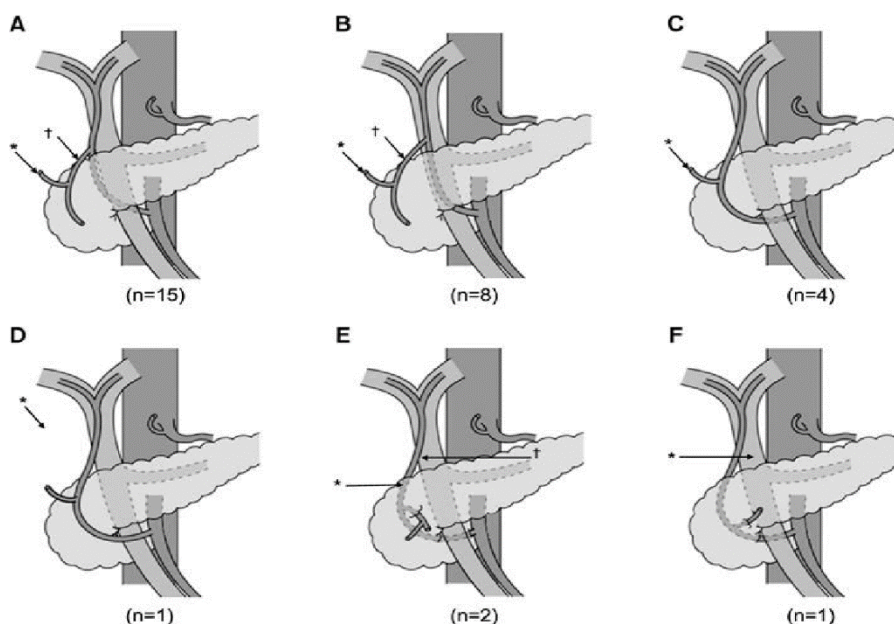 A B C
†
*
†
*
*
(n=15) (n=8) (n=4)
D E F
*
†
*
*
(n=1) (n=2) (n=1)